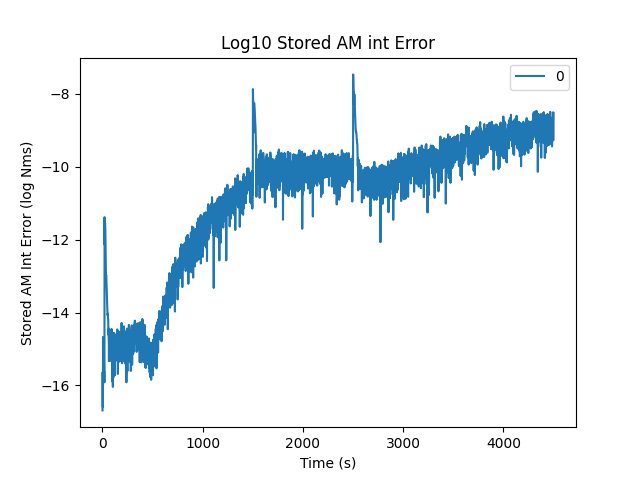 Log10 Stored AM int Error
0
Stored AM Int Error (log Nms)
−8
−10
−12
−14
−16
0 1000 2000 3000 4000
Time (s)